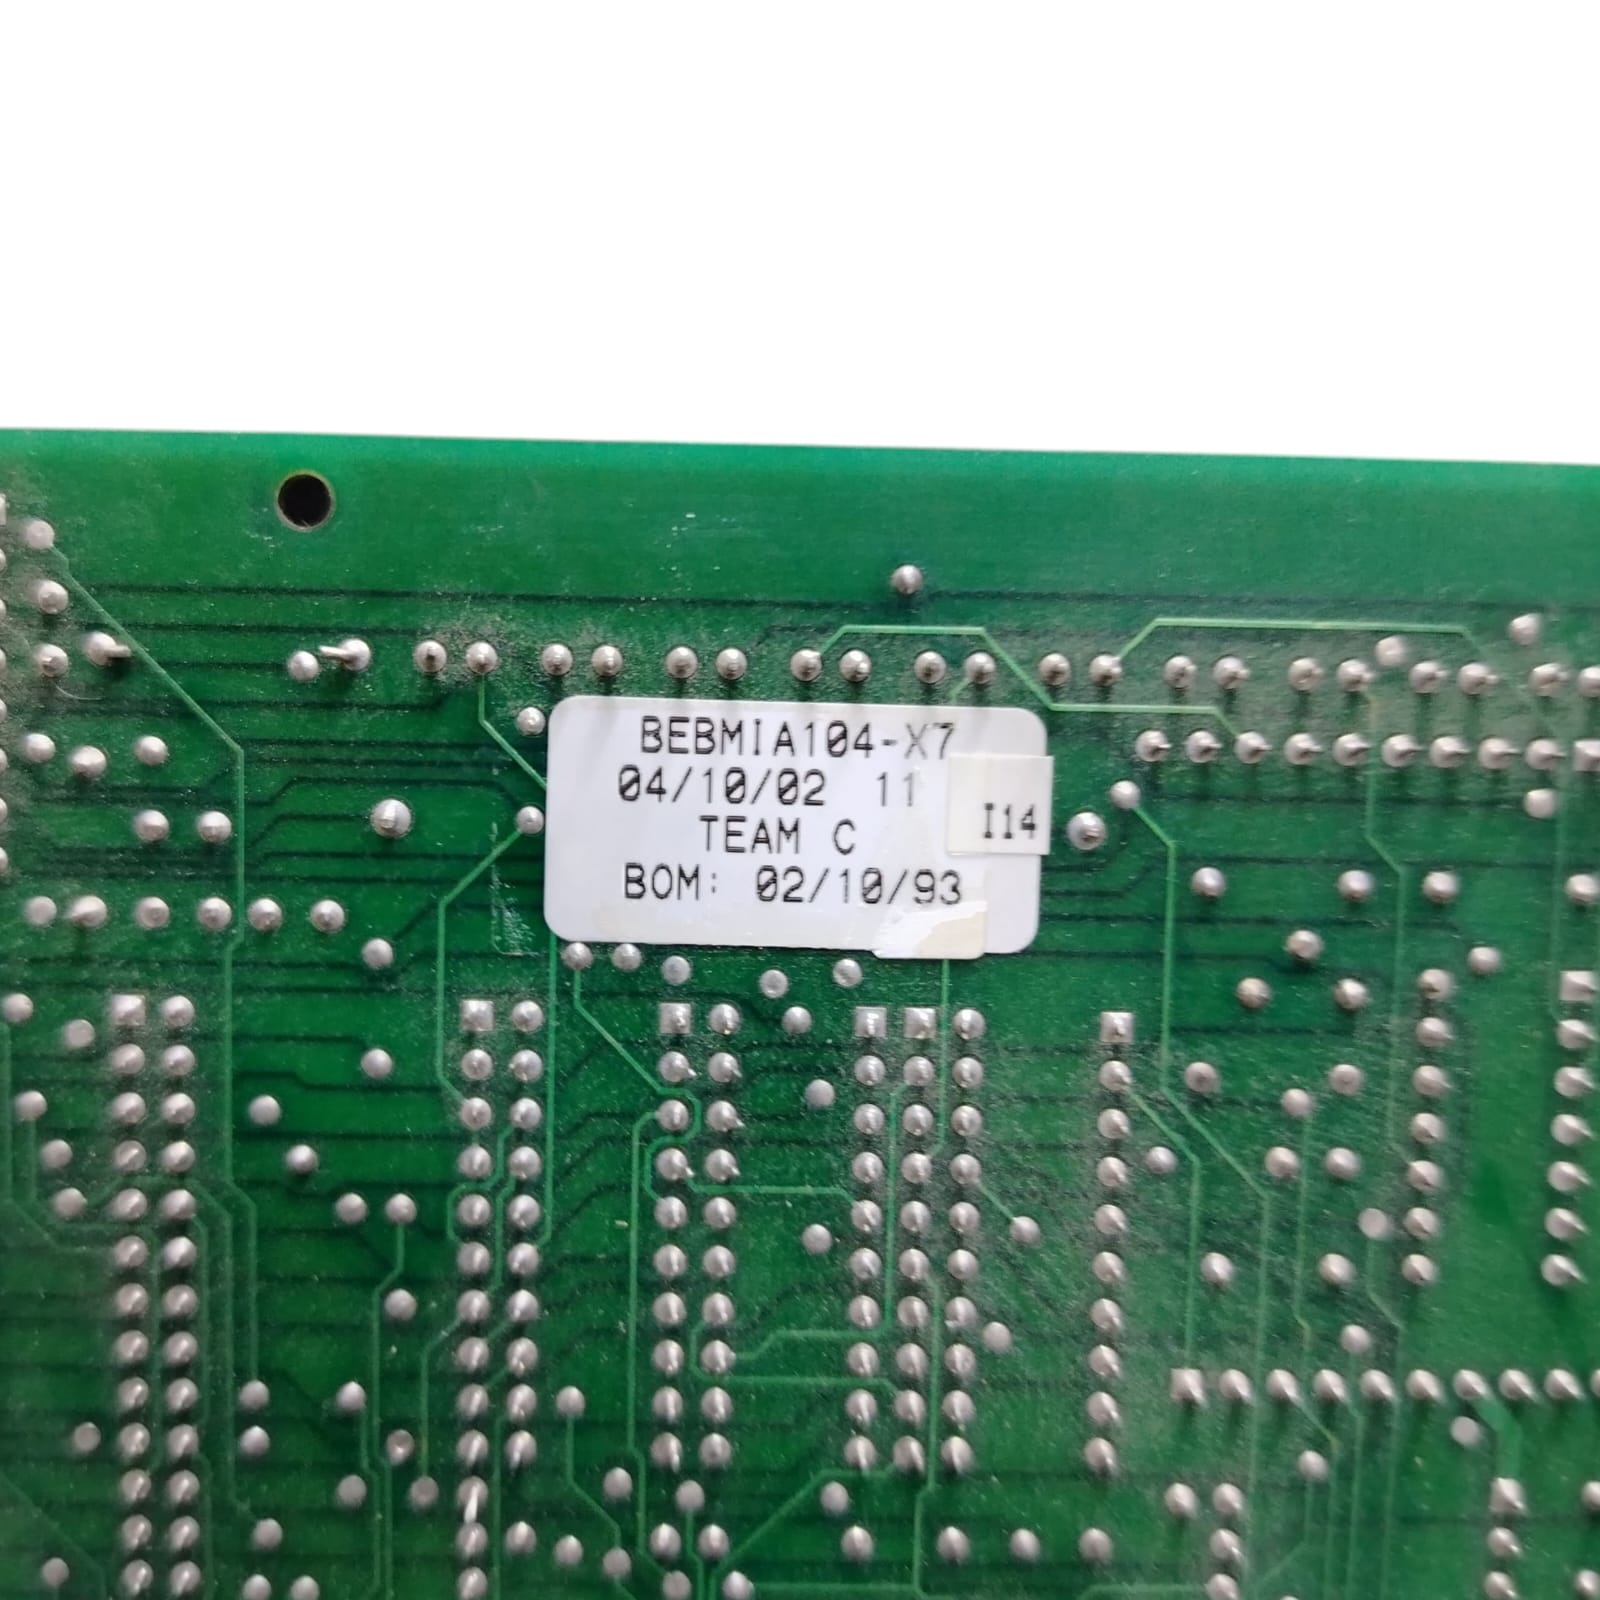 BEBMIA104-X7
04/10/02 11
I14
TEAM C
BOM: 02/10/93